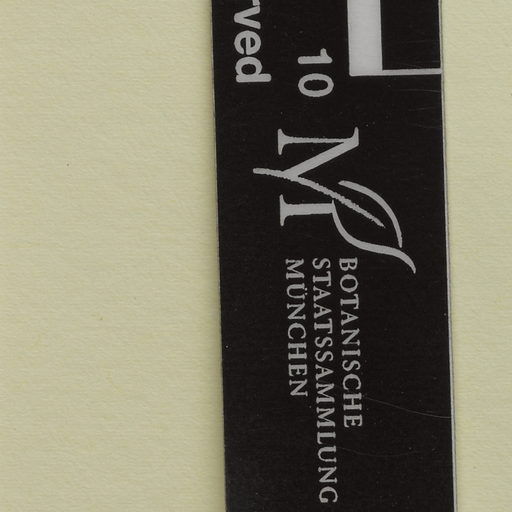 rved
10
BOTANISCHE
STAATSSAMMLUNG
MÜNCHEN